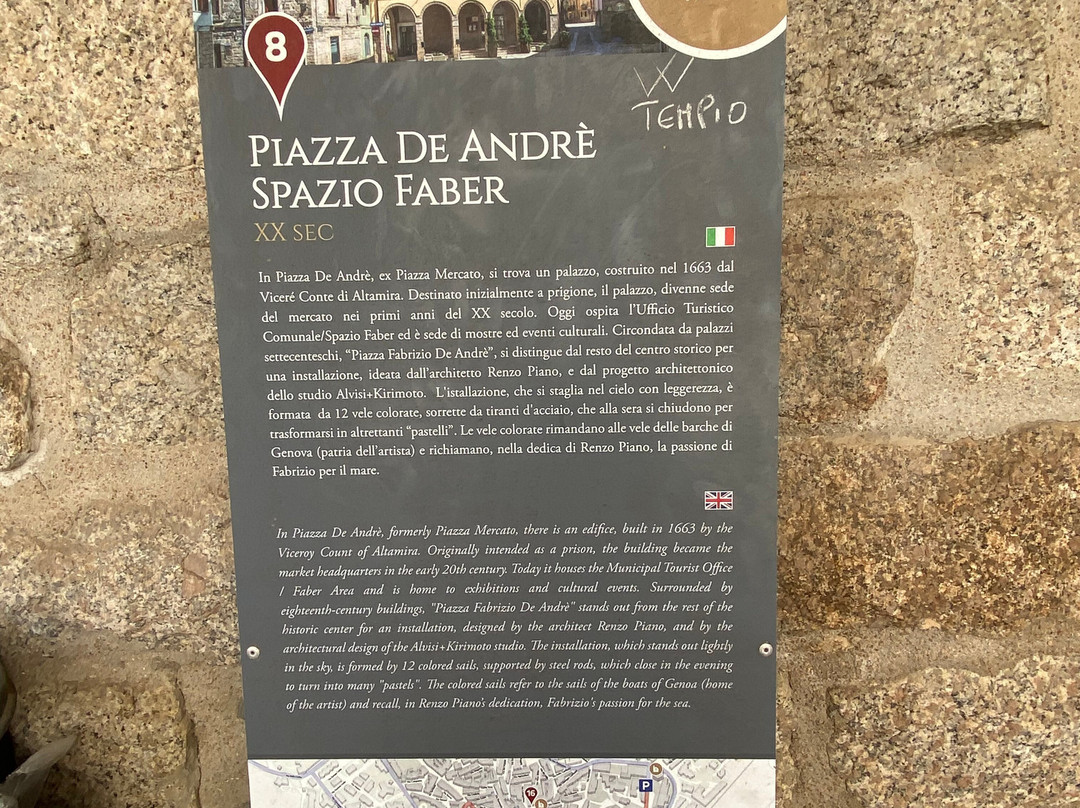 8
W
TEMPIO
PIAZZA DE ANDRÈ
SPAZIO FABER
XX SEC
In Piazza De Andrè, ex Piazza Mercato, si trova un palazzo, costruito nel 1663 dal
Viceré Conte di Altamira. Destinato inizialmente a prigione, il palazzo, divenne sede
del mercato nei primi anni del XX secolo. Oggi ospita l'Ufficio Turistico
Comunale/Spazio Faber ed è sede di mostre ed eventi culturali. Circondata da palazzi
settecenteschi, "Piazza Fabrizio De Andrè", si distingue dal resto del centro storico per
una installazione, ideata dall'architetto Renzo Piano, e dal progetto architettonico
dello studio Alvisi+Kirimoto. L'istallazione, che si staglia nel cielo con leggerezza, è
formata da 12 vele colorate, sorrette da tiranti d'acciaio, che alla sera si chiudono per
trasformarsi in altrettanti "pastelli". Le vele colorate rimandano alle vele delle barche di
Genova (patria dell'artista) e richiamano, nella dedica di Renzo Piano, la passione di
Fabrizio per il mare.
In Piazza De Andrè, formerly Piazza Mercato, there is an edifice, built in 1663 by the
Viceroy Count of Altamira. Originally intended as a prison, the building became the
market headquarters in the early 20th century. Today it houses the Municipal Tourist Office
/ Faber Area and is home to exhibitions and cultural events. Surrounded by
eighteenth-century buildings, "Piazza Fabrizio De Andrè" stands out from the rest of the
historic center for an installation, designed by the architect Renzo Piano, and by the
architectural design of the Alvisi+Kirimoto studio. The installation, which stands out lightly
in the sky, is formed by 12 colored sails, supported by steel rods, which close in the evening
to turn into many "pastels". The colored sails refer to the sails of the boats of Genoa (home
of the artist) and recall, in Renzo Piano's dedication, Fabrizio's passion for the sea.
P
16